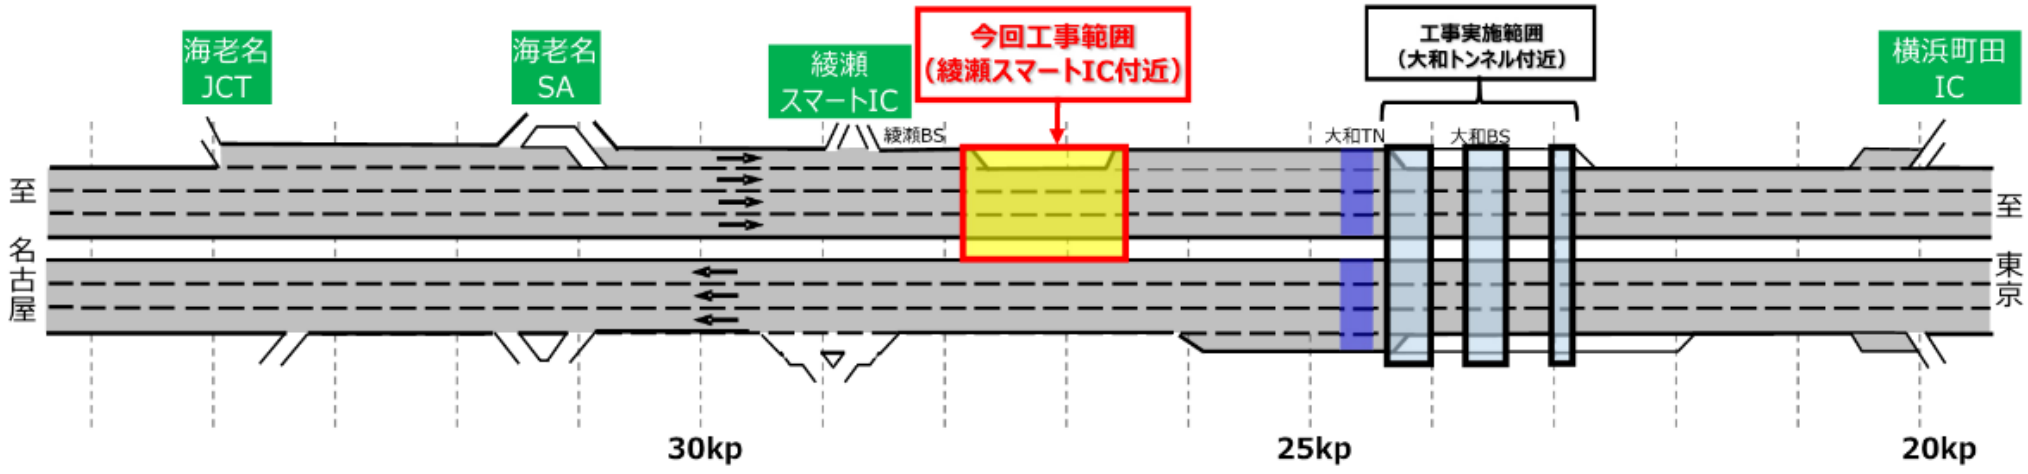 海老名
JCT
海老名
SA
綾瀬
スマートIC
今回工事範囲
（綾瀬スマートIC付近）
工事実施範囲
（大和トンネル付近）
横浜町田
IC
綾瀬BS
大和TN
大和BS
至
名古屋
至
東京
30kp
25kp
20kp